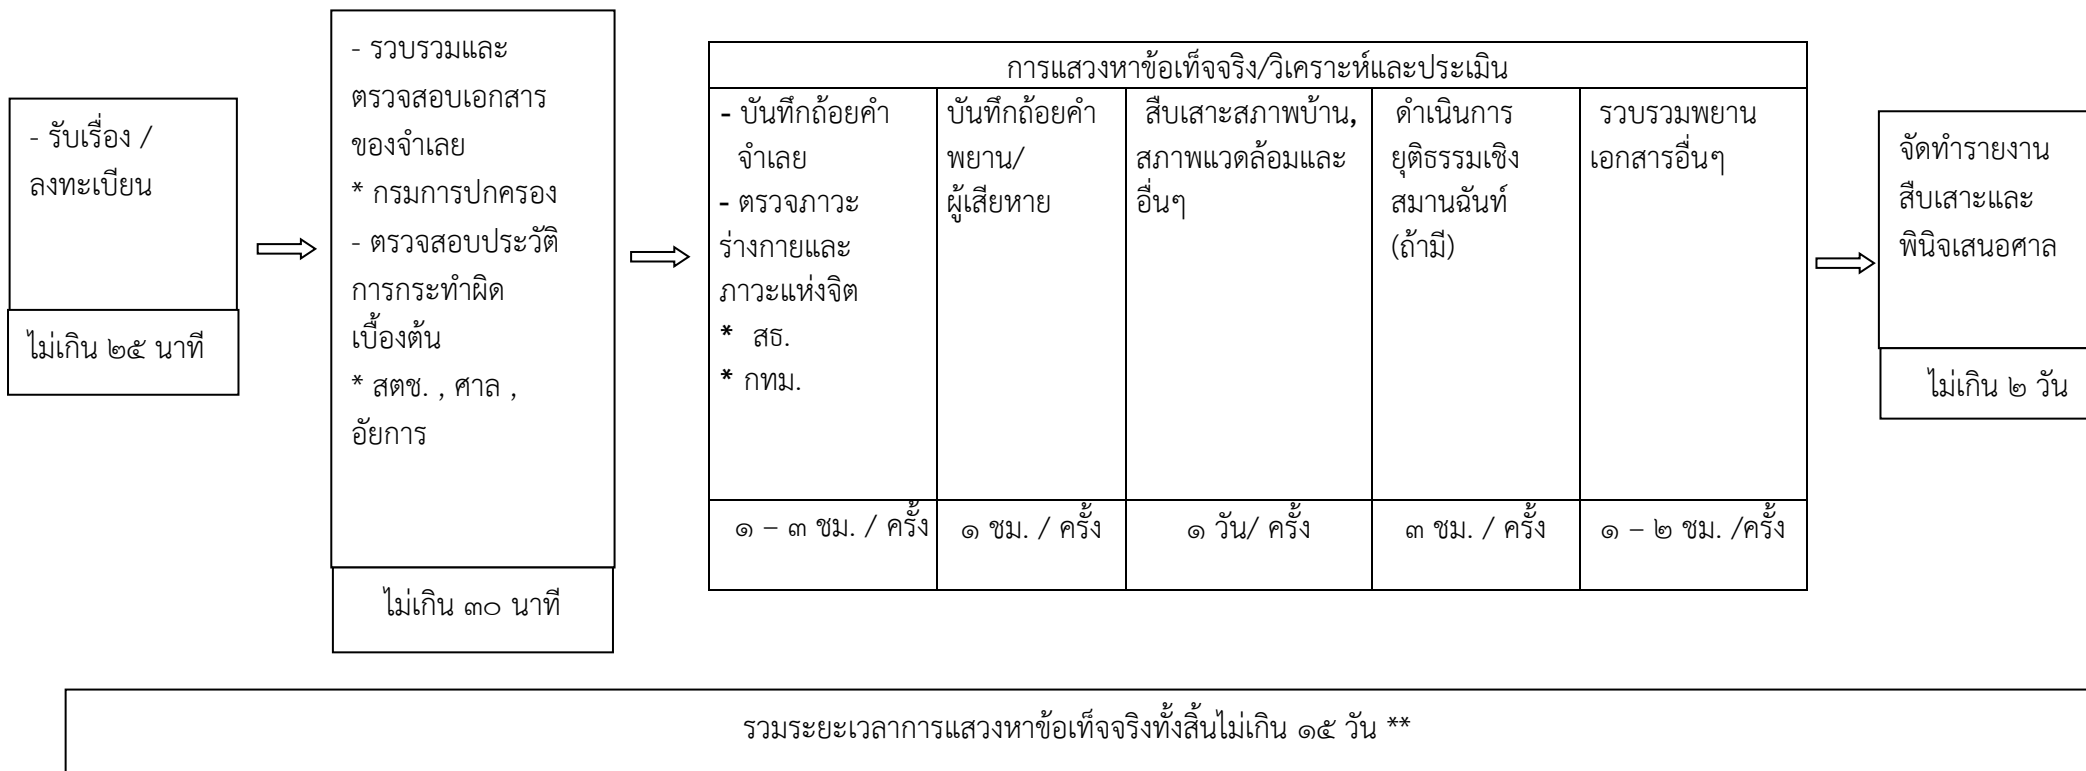 - รับเรื่อง /
ลงทะเบียน
ไม่เกิน ๒๕ นาที
- รวบรวมและ
ตรวจสอบเอกสาร
ของจำเลย
* กรมการปกครอง
- ตรวจสอบประวัติ
การกระทำผิด
เบื้องต้น
* สตช. , ศาล ,
อัยการ
ไม่เกิน ๓๐ นาที
การแสวงหาข้อเท็จจริง/วิเคราะห์และประเมิน
- บันทึกถ้อยคำ
จำเลย
- ตรวจภาวะ
ร่างกายและ
ภาวะแห่งจิต
* สธ.
* กทม.
๑ – ๓ ชม. / ครั้ง
บันทึกถ้อยคำ
พยาน/
ผู้เสียหาย
๑ ชม. / ครั้ง
สืบเสาะสภาพบ้าน,
สภาพแวดล้อมและ
อื่นๆ
๑ วัน/ ครั้ง
ดำเนินการ
ยุติธรรมเชิง
สมานฉันท์
(ถ้ามี)
๓ ชม. / ครั้ง
รวบรวมพยาน
เอกสารอื่นๆ
๑ – ๒ ชม. /ครั้ง
จัดทำรายงาน
สืบเสาะและ
พินิจเสนอศาล
ไม่เกิน ๒ วัน
รวมระยะเวลาการแสวงหาข้อเท็จจริงทั้งสิ้นไม่เกิน ๑๕ วัน **